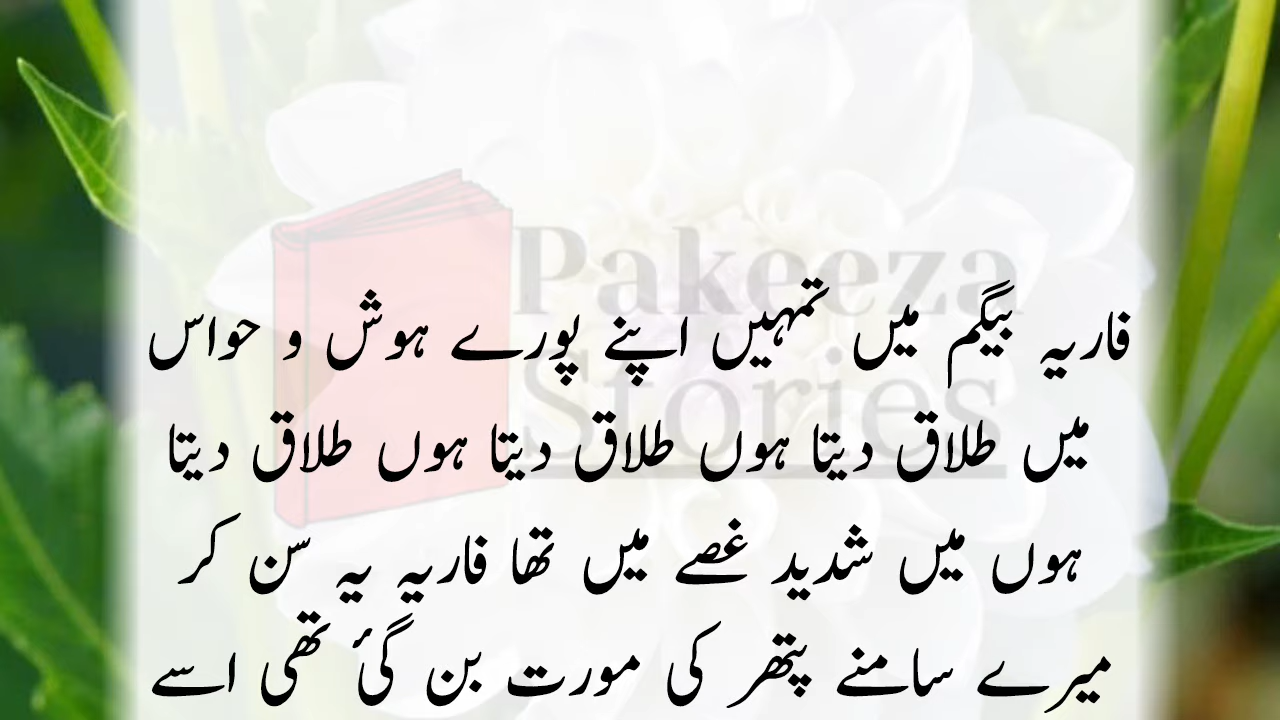 Pakeeza
Stories
فاریہ بیگم میں تمہیں اپنے پورے ہوش و حواس
میں طلاق دیتا ہوں طلاق دیتا ہوں طلاق دیتا
ہوں میں شدید غصے میں تھا فاریہ یہ سن کر
میرے سامنے پتھر کی مورت بن گئ تھی اسے